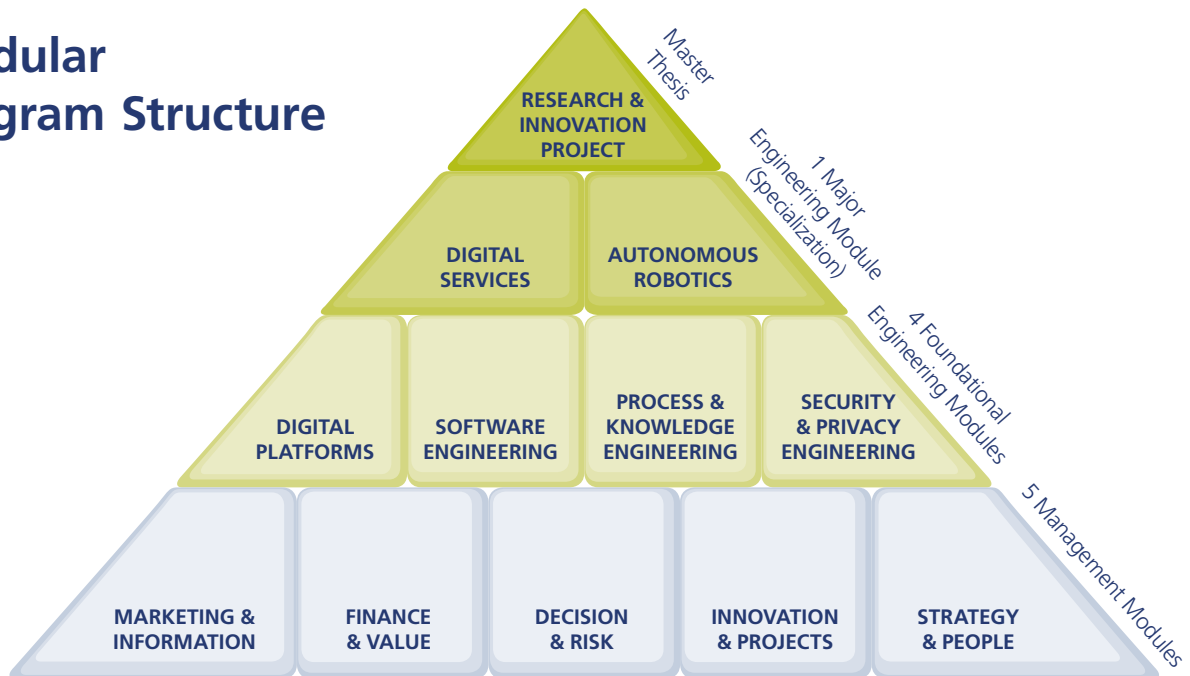 dular
gram Structure
Master
Thesis
RESEARCH &
INNOVATION
PROJECT
1 Major
Engineering Module
(Specialization)
DIGITAL
SERVICES
AUTONOMOUS
ROBOTICS
4 Foundational
Engineering Modules
DIGITAL
PLATFORMS
SOFTWARE
ENGINEERING
PROCESS &
KNOWLEDGE
ENGINEERING
SECURITY
& PRIVACY
ENGINEERING
5 Management Modules
MARKETING &
INFORMATION
FINANCE
& VALUE
DECISION
& RISK
INNOVATION
& PROJECTS
STRATEGY
& PEOPLE